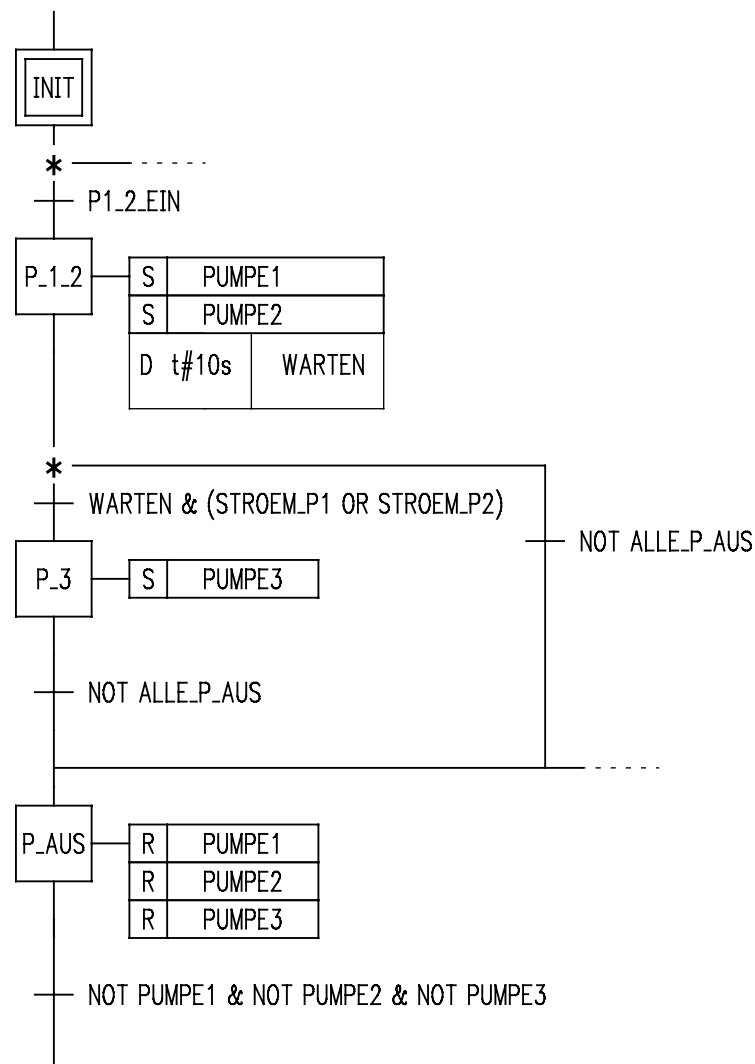 INIT
*
P1_2_EIN
P_1_2 S PUMPE1
S PUMPE2
D t#10s WARTEN
*
WARTEN & (STROEM_P1 OR STROEM_P2)
NOT ALLE_P_AUS
P_3 S PUMPE3
NOT ALLE_P_AUS
P_AUS R PUMPE1
R PUMPE2
R PUMPE3
NOT PUMPE1 & NOT PUMPE2 & NOT PUMPE3